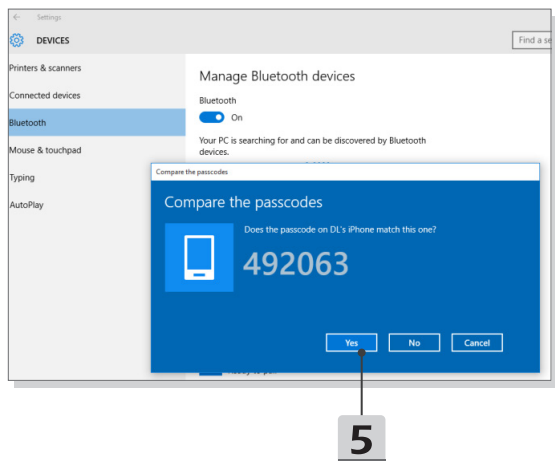 Settings
DEVICES
Find a se
Printers & scanners
Connected devices
Bluetooth
Mouse & touchpad
Typing
AutoPlay
Manage Bluetooth devices
Bluetooth
On
Your PC is searching for and can be discovered by Bluetooth
devices.
Compare the passcodes
Compare the passcodes
Does the passcode on DL's iPhone match this one?
492063
Yes No Cancel
5